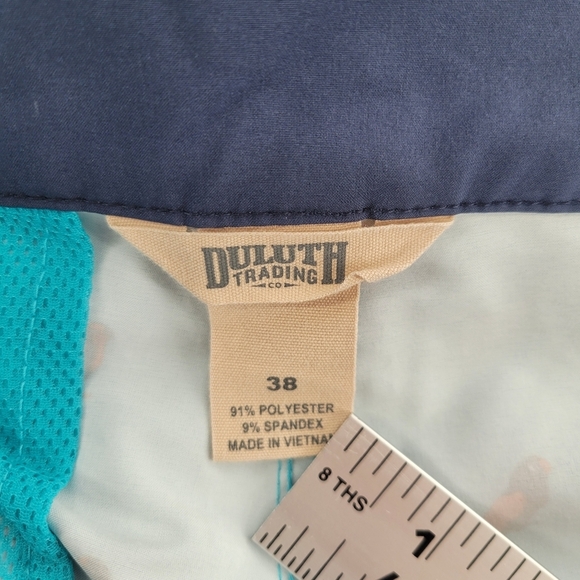 DULUTH
TRADING
CO
38
91% POLYESTER
9% SPANDEX
MADE IN VIETNAM
8 THS
1